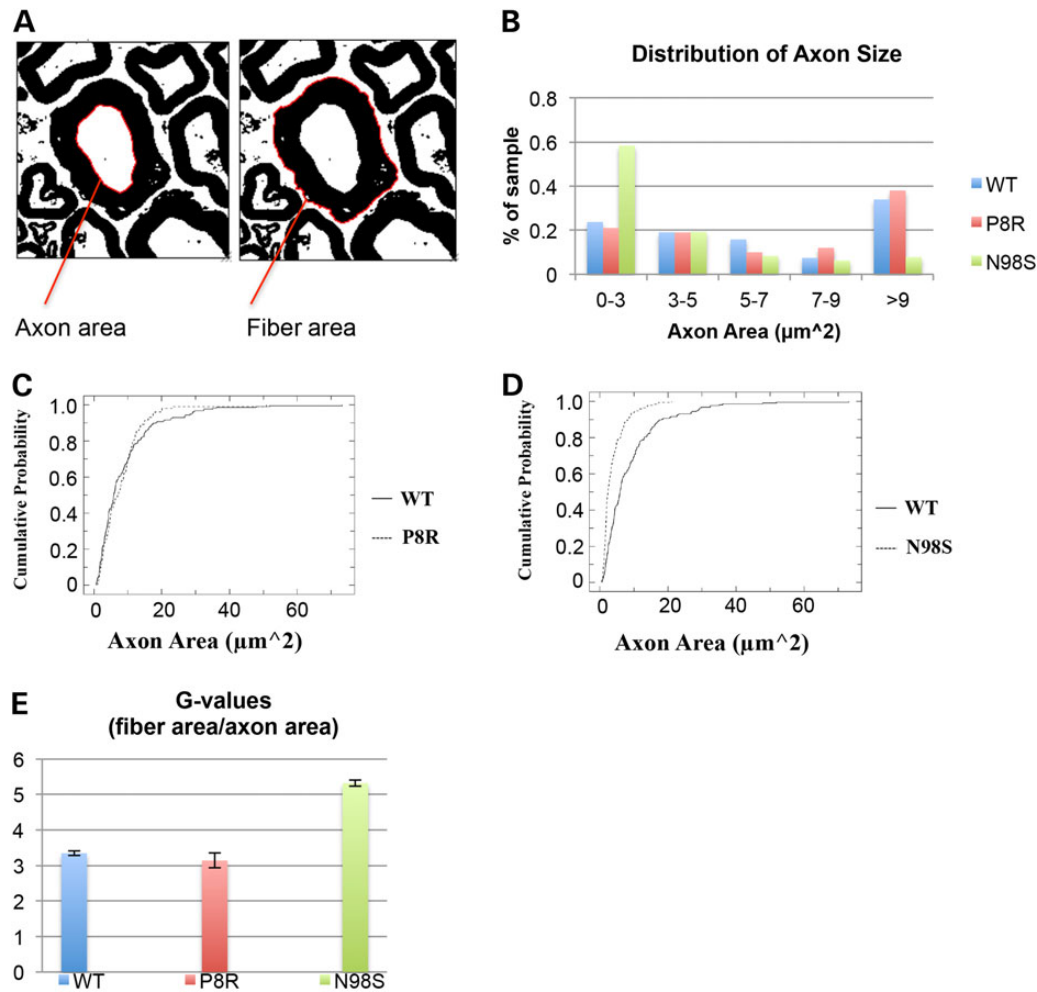 A
Axon area
Fiber area
B
Distribution of Axon Size
% of sample
0.8
0.6
0.4
0.2
0
0-3 3-5 5-7 7-9 >9
Axon Area (µm^2)
WT
P8R
N98S
C
Cumulative Probability
1.0
0.8
0.6
0.4
0.2
0
0 20 40 60
Axon Area (µm^2)
WT
P8R
D
Cumulative Probability
1.0
0.8
0.6
0.4
0.2
0
0 20 40 60
Axon Area (µm^2)
WT
N98S
E
G-values
(fiber area/axon area)
6
5
4
3
2
1
0
WT P8R N98S